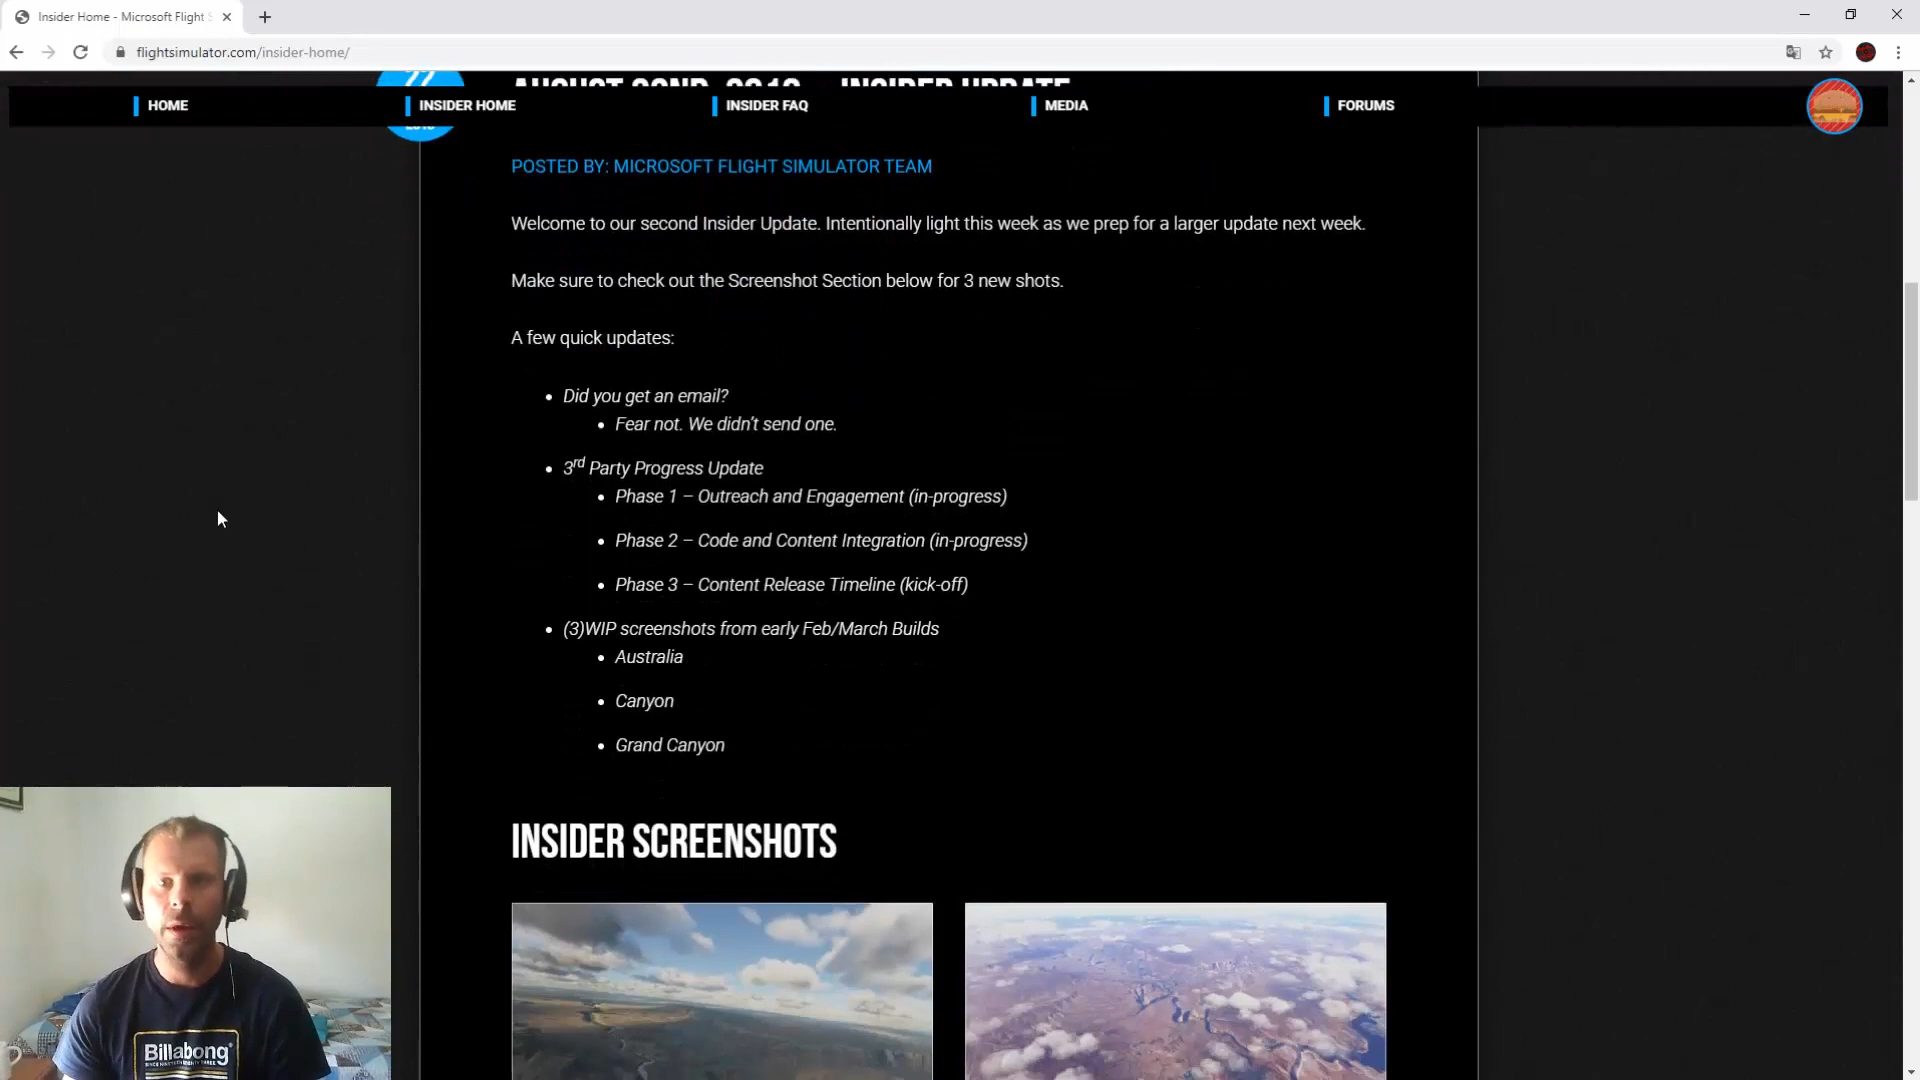 Insider Home - Microsoft Flight S
flightsimulator.com/insider-home/
HOME
INSIDER HOME
INSIDER FAQ
MEDIA
FORUMS
POSTED BY: MICROSOFT FLIGHT SIMULATOR TEAM
Welcome to our second Insider Update. Intentionally light this week as we prep for a larger update next week.
Make sure to check out the Screenshot Section below for 3 new shots.
A few quick updates:
Did you get an email?
Fear not. We didn't send one.
3rd Party Progress Update
Phase 1 – Outreach and Engagement (in-progress)
Phase 2 – Code and Content Integration (in-progress)
Phase 3 – Content Release Timeline (kick-off)
(3)WIP screenshots from early Feb/March Builds
Australia
Canyon
Grand Canyon
INSIDER SCREENSHOTS
Billabong
SINCE NINETEEN SEVENTY THREE